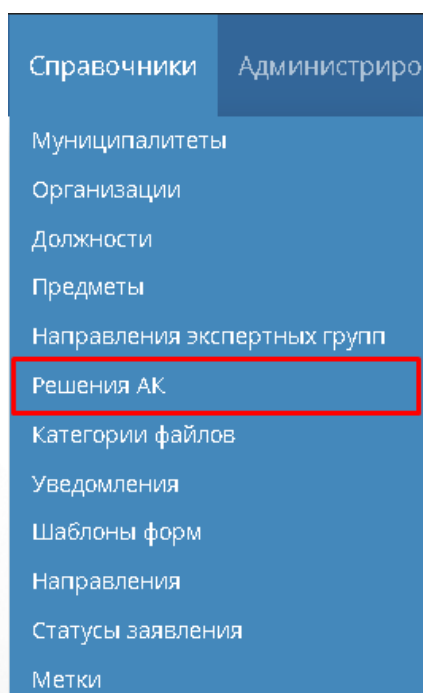 Справочники Администриро
Муниципалитеты
Организации
Должности
Предметы
Направления экспертных групп
Решения АК
Категории файлов
Уведомления
Шаблоны форм
Направления
Статусы заявления
Метки